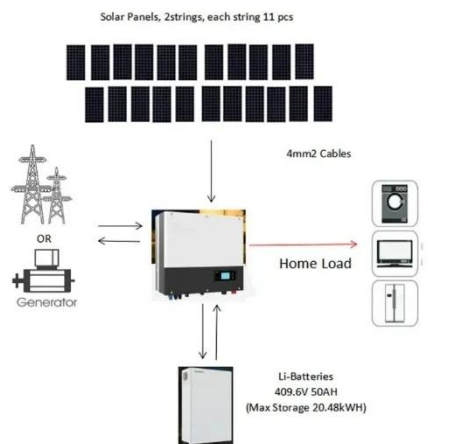 Solar Panels, 2strings, each string 11 pcs
4mm2 Cables
OR
Generator
Home Load
Li-Batteries
409.6V 50AH
(Max Storage 20.48kWH)